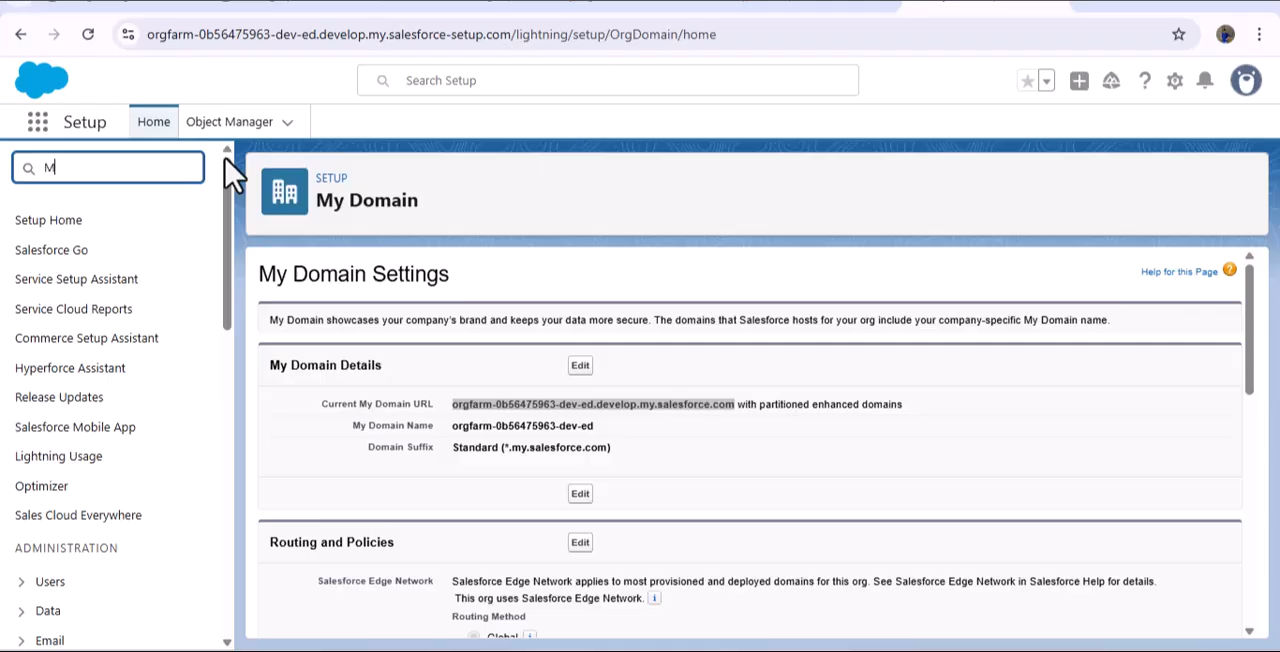 orgfarm-0b56475963-dev-ed.develop.my.salesforce-setup.com/lightning/setup/OrgDomain/home
Search Setup
Setup
Home
Object Manager
M
Setup Home
Salesforce Go
Service Setup Assistant
Service Cloud Reports
Commerce Setup Assistant
Hyperforce Assistant
Release Updates
Salesforce Mobile App
Lightning Usage
Optimizer
Sales Cloud Everywhere
ADMINISTRATION
Users
Data
Email
SETUP
My Domain
My Domain Settings
Help for this Page
My Domain showcases your company's brand and keeps your data more secure. The domains that Salesforce hosts for your org include your company-specific My Domain name.
My Domain Details
Edit
Current My Domain URL orgfarm-0b56475963-dev-ed.develop.my.salesforce.com with partitioned enhanced domains
My Domain Name orgfarm-0b56475963-dev-ed
Domain Suffix Standard (*.my.salesforce.com)
Edit
Routing and Policies
Edit
Salesforce Edge Network Salesforce Edge Network applies to most provisioned and deployed domains for this org. See Salesforce Edge Network in Salesforce Help for details.
This org uses Salesforce Edge Network. i
Routing Method
Global i